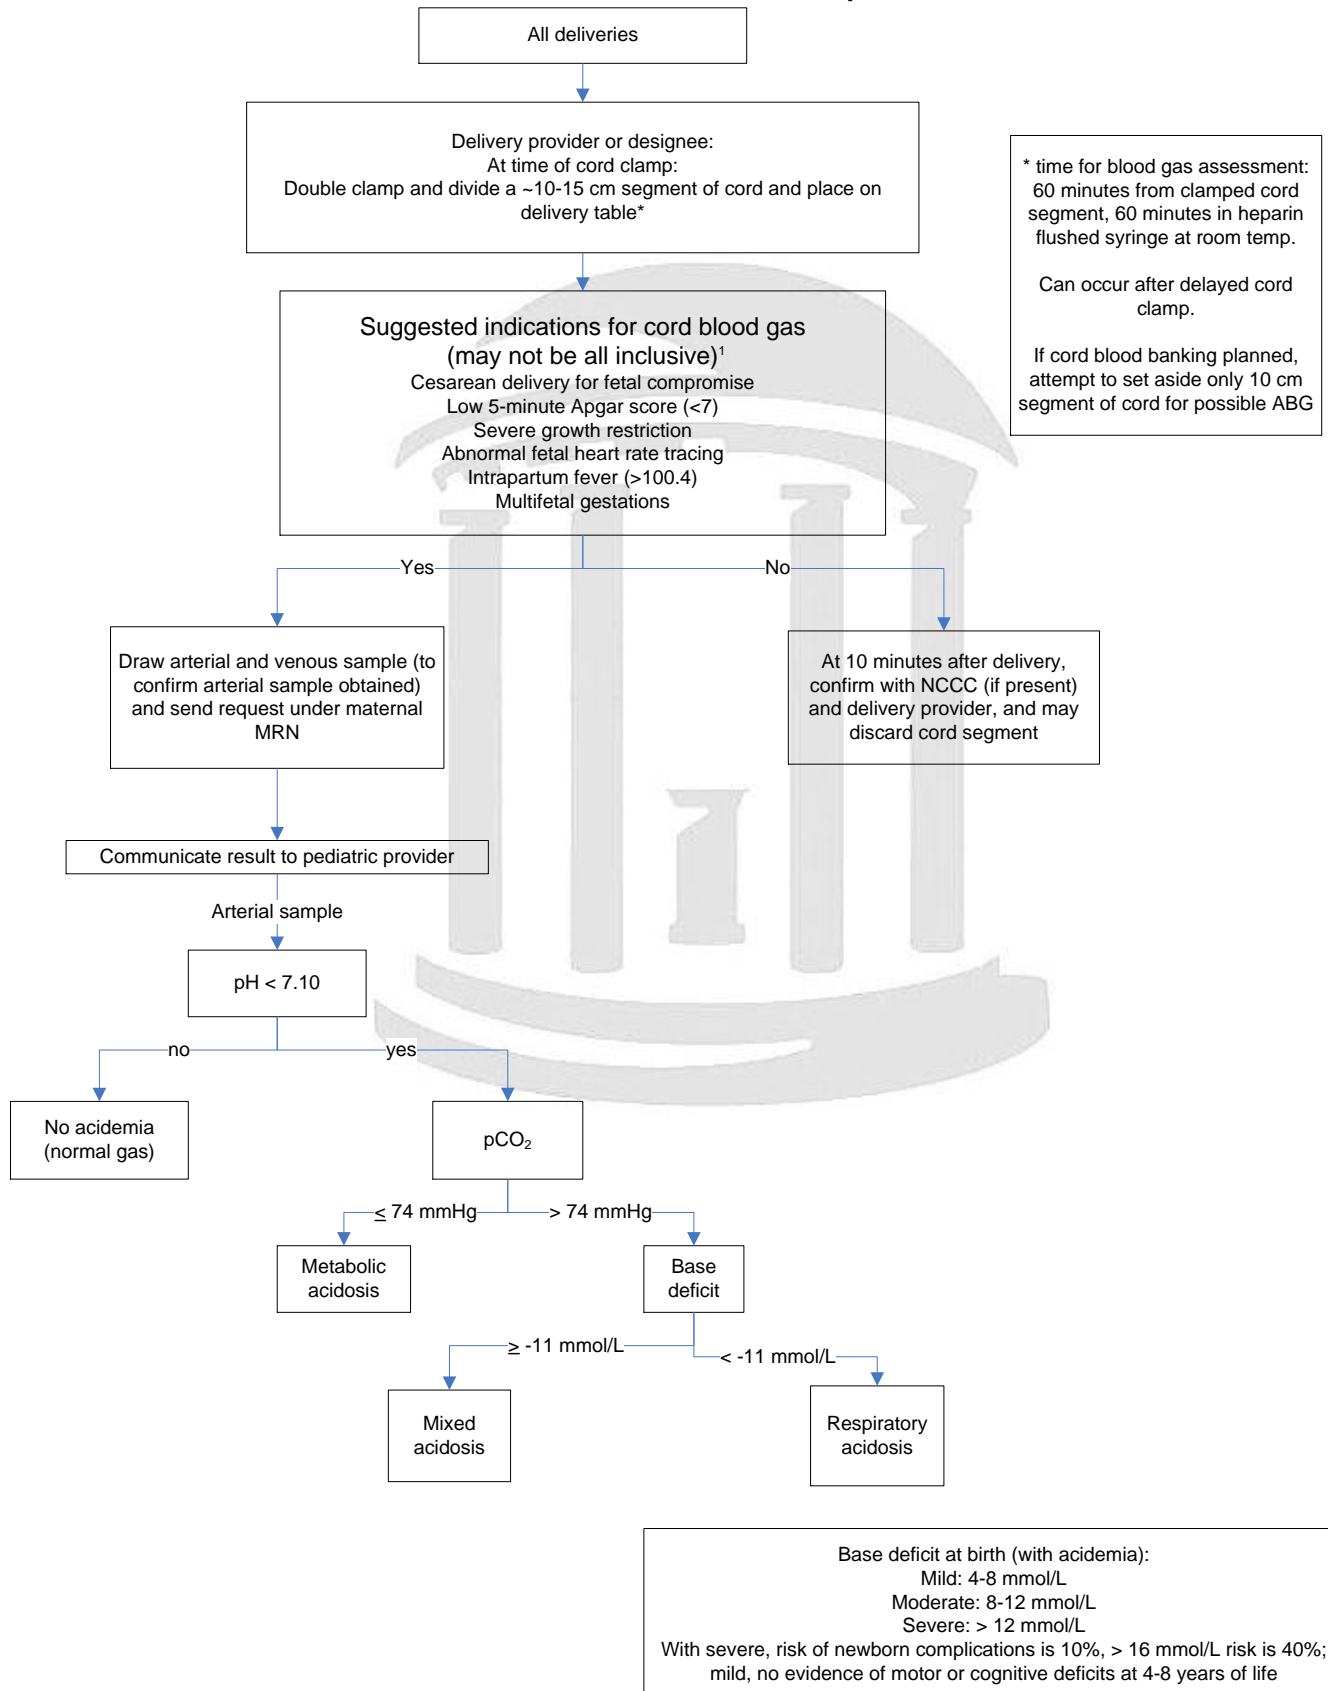 All deliveries
Delivery provider or designee:
At time of cord clamp:
Double clamp and divide a ~10-15 cm segment of cord and place on
delivery table*
* time for blood gas assessment:
60 minutes from clamped cord
segment, 60 minutes in heparin
flushed syringe at room temp.
Can occur after delayed cord
clamp.
If cord blood banking planned,
attempt to set aside only 10 cm
segment of cord for possible ABG
Suggested indications for cord blood gas
(may not be all inclusive)¹
Cesarean delivery for fetal compromise
Low 5-minute Apgar score (<7)
Severe growth restriction
Abnormal fetal heart rate tracing
Intrapartum fever (>100.4)
Multifetal gestations
Yes
No
Draw arterial and venous sample (to
confirm arterial sample obtained)
and send request under maternal
MRN
At 10 minutes after delivery,
confirm with NCCC (if present)
and delivery provider, and may
discard cord segment
Communicate result to pediatric provider
Arterial sample
pH < 7.10
no
yes
No acidemia
(normal gas)
pCO₂
≤ 74 mmHg
> 74 mmHg
Metabolic
acidosis
Base
deficit
≥ -11 mmol/L
< -11 mmol/L
Mixed
acidosis
Respiratory
acidosis
Base deficit at birth (with acidemia):
Mild: 4-8 mmol/L
Moderate: 8-12 mmol/L
Severe: > 12 mmol/L
With severe, risk of newborn complications is 10%, > 16 mmol/L risk is 40%;
mild, no evidence of motor or cognitive deficits at 4-8 years of life